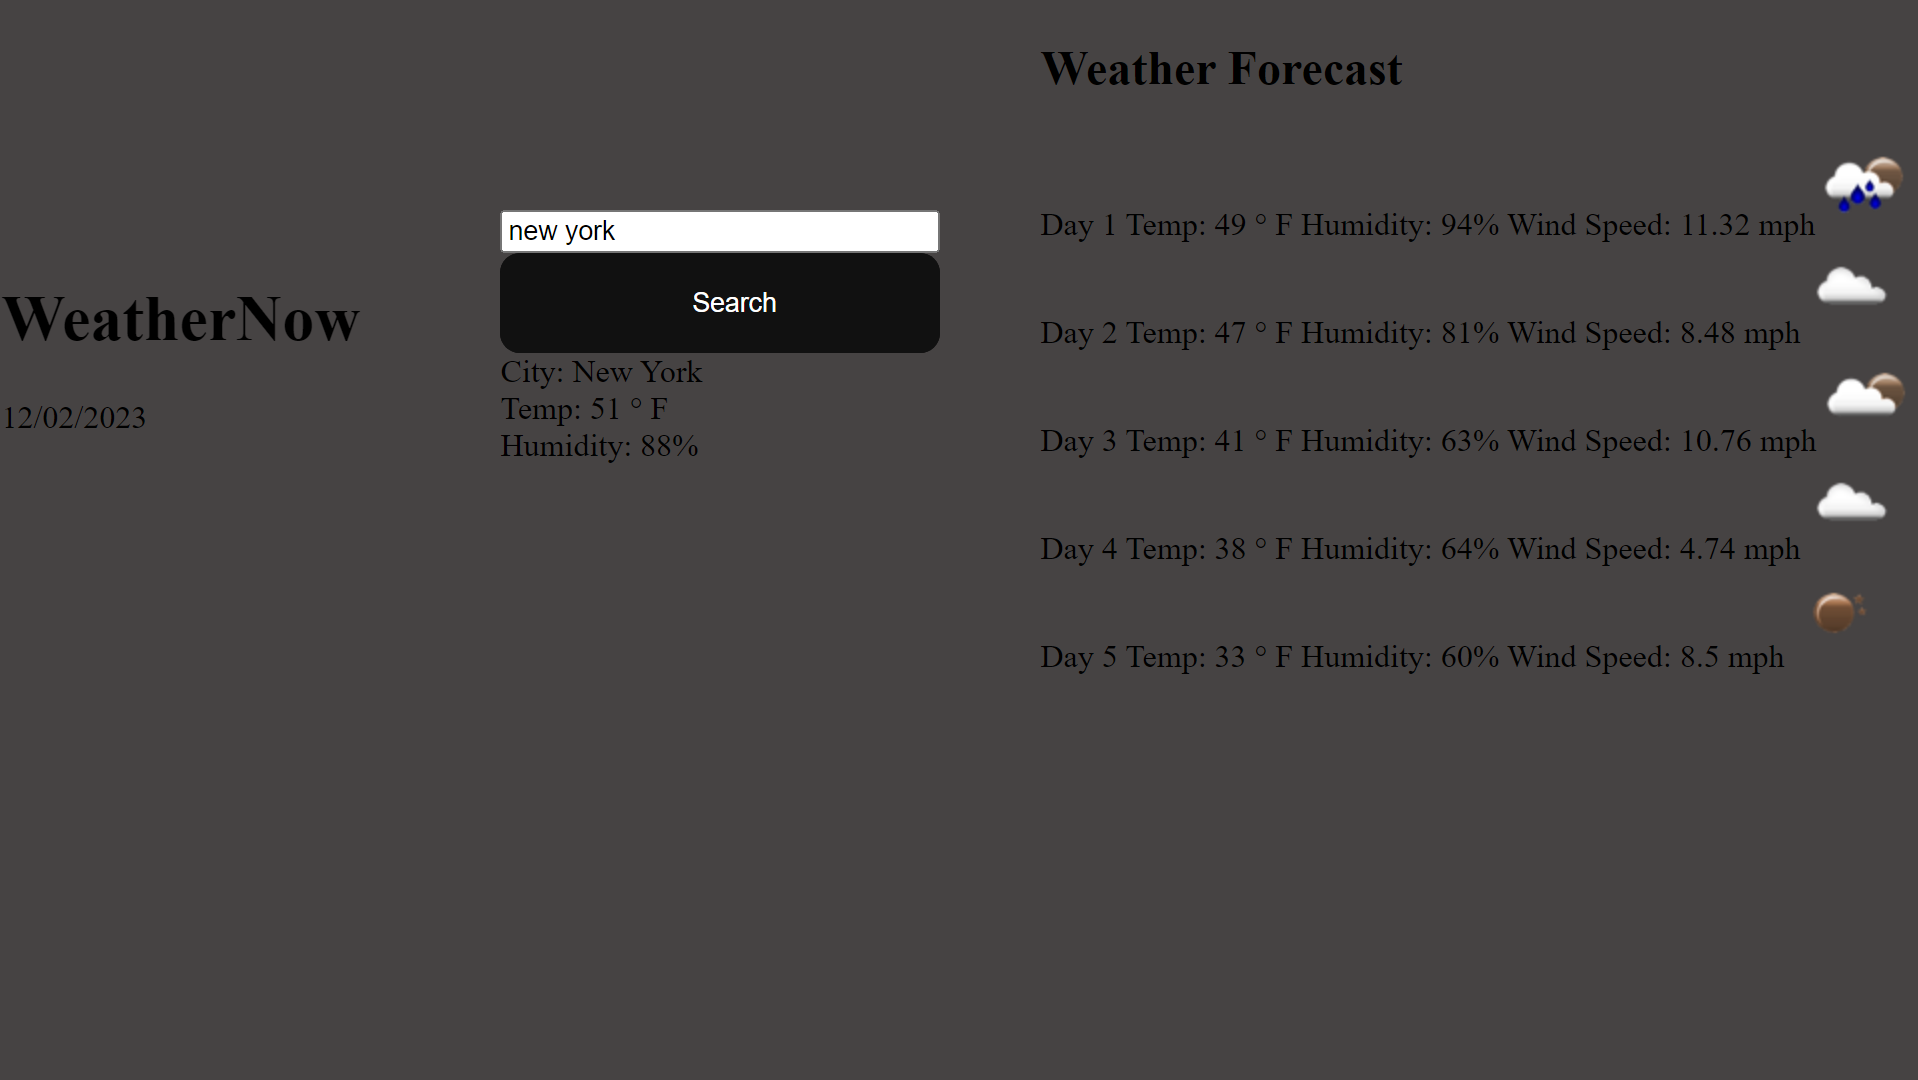 WeatherNow
12/02/2023
new york
Search
City: New York
Temp: 51 ° F
Humidity: 88%
Weather Forecast
Day 1 Temp: 49 ° F Humidity: 94% Wind Speed: 11.32 mph
Day 2 Temp: 47 ° F Humidity: 81% Wind Speed: 8.48 mph
Day 3 Temp: 41 ° F Humidity: 63% Wind Speed: 10.76 mph
Day 4 Temp: 38 ° F Humidity: 64% Wind Speed: 4.74 mph
Day 5 Temp: 33 ° F Humidity: 60% Wind Speed: 8.5 mph